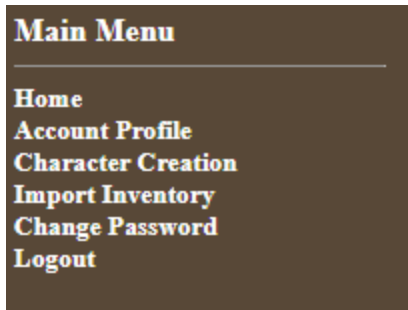 Main Menu
Home
Account Profile
Character Creation
Import Inventory
Change Password
Logout